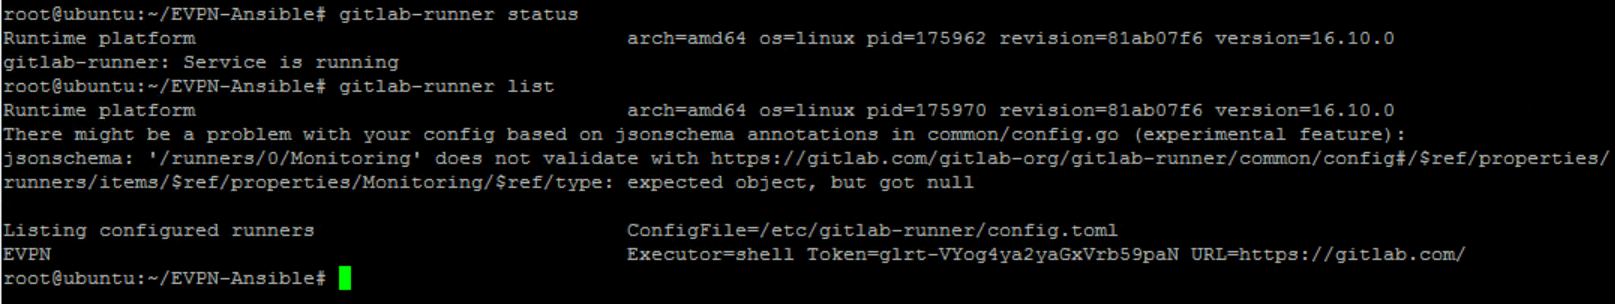 root@ubuntu:~/EVPN-Ansible# gitlab-runner status
Runtime platform                                    arch=amd64 os=linux pid=175962 revision=81ab07f6 version=16.10.0
gitlab-runner: Service is running
root@ubuntu:~/EVPN-Ansible# gitlab-runner list
Runtime platform                                    arch=amd64 os=linux pid=175970 revision=81ab07f6 version=16.10.0
There might be a problem with your config based on jsonschema annotations in common/config.go (experimental feature):
jsonschema: '/runners/0/Monitoring' does not validate with https://gitlab.com/gitlab-org/gitlab-runner/common/config#/$ref/properties/
runners/items/$ref/properties/Monitoring/$ref/type: expected object, but got null
Listing configured runners                          ConfigFile=/etc/gitlab-runner/config.toml
EVPN                                                Executor=shell Token=glrt-VYog4ya2yaGxVrb59paN URL=https://gitlab.com/
root@ubuntu:~/EVPN-Ansible#